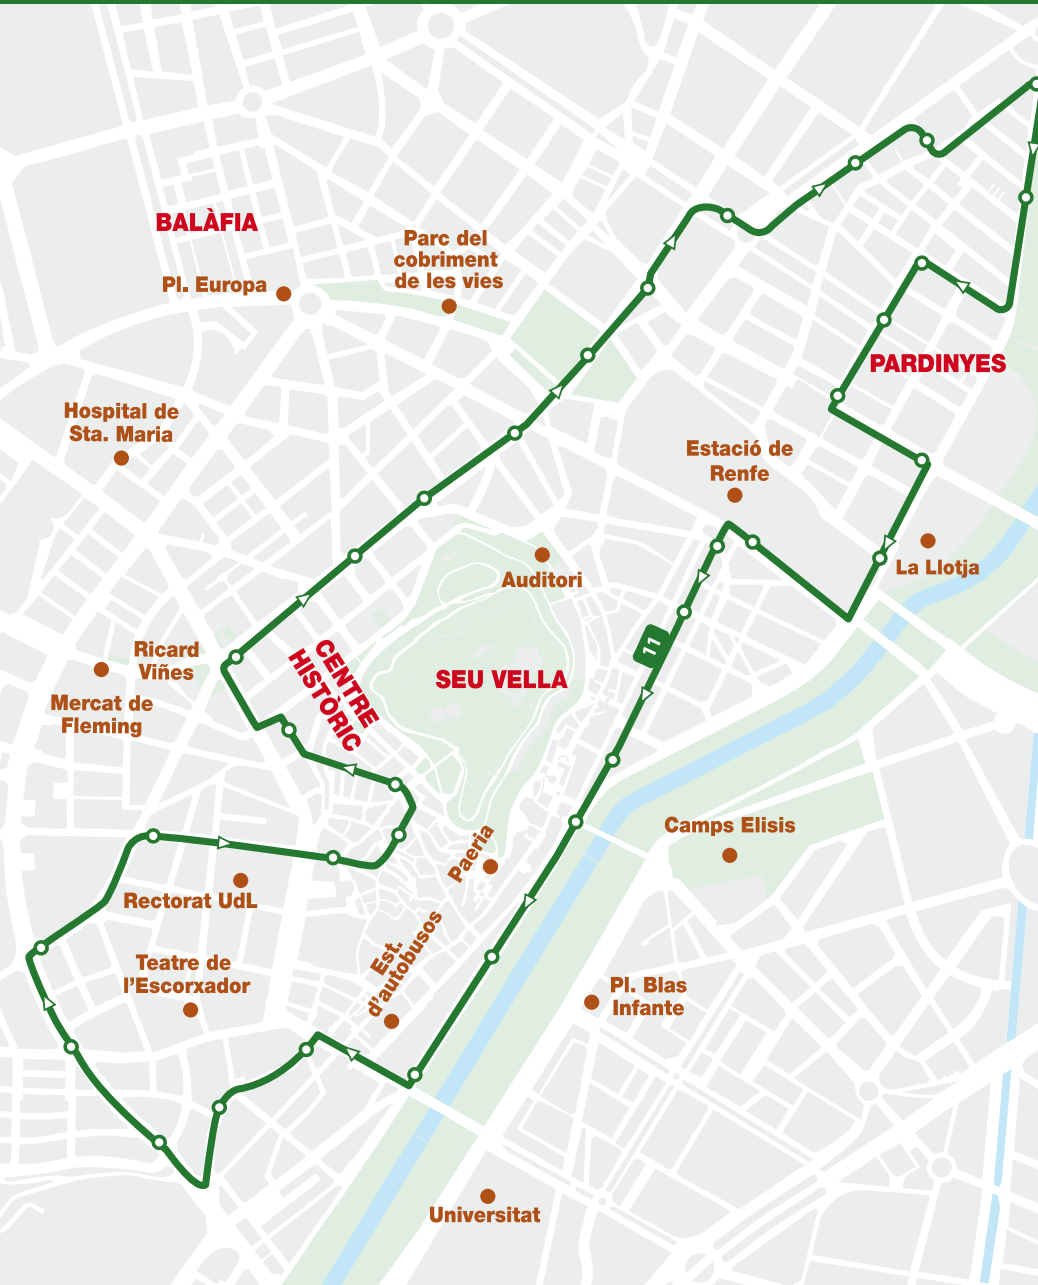 BALÀFIA
Parc del
cobriment
de les vies
Pl. Europa
PARDINYES
Hospital de
Sta. Maria
Estació de
Renfe
La Llotja
Auditori
11
Ricard
Viñes
CENTRE
HISTÒRIC
SEU VELLA
Mercat de
Fleming
Camps Elisis
Paeria
Rectorat UdL
Est.
d'autobusos
Teatre de
l'Escorxador
Pl. Blas
Infante
Universitat